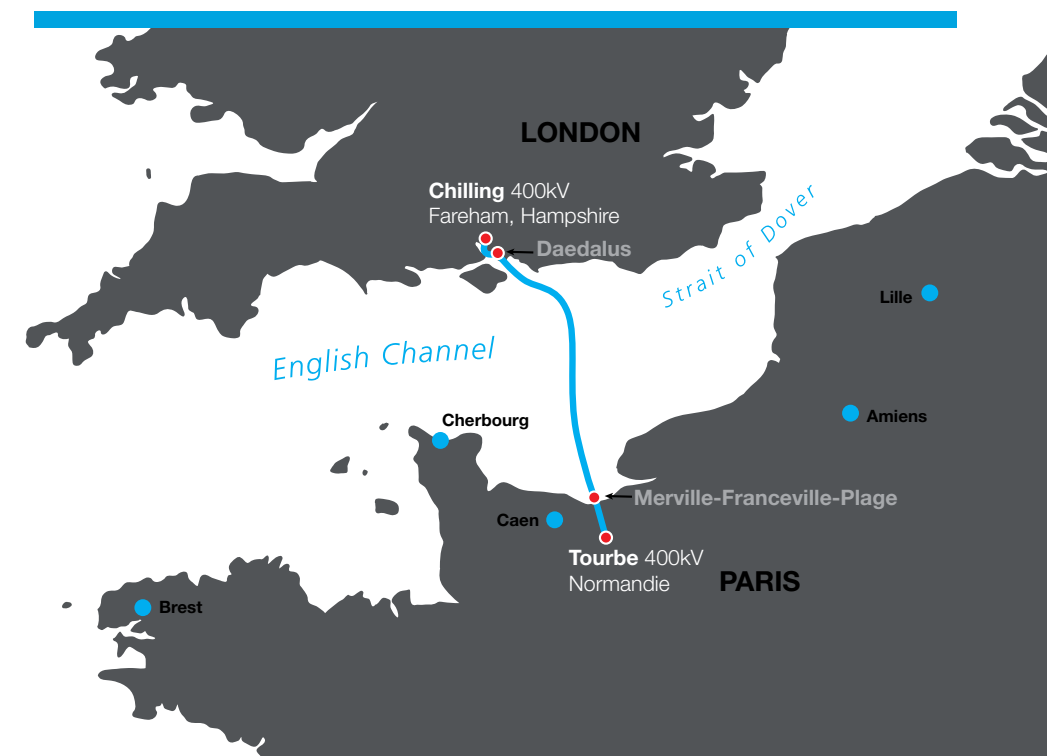 LONDON
Chilling 400kV
Fareham, Hampshire
Daedalus
Strait of Dover
Lille
English Channel
Cherbourg
Amiens
Merville-Franceville-Plage
Caen
Tourbe 400kV
Normandie
PARIS
Brest